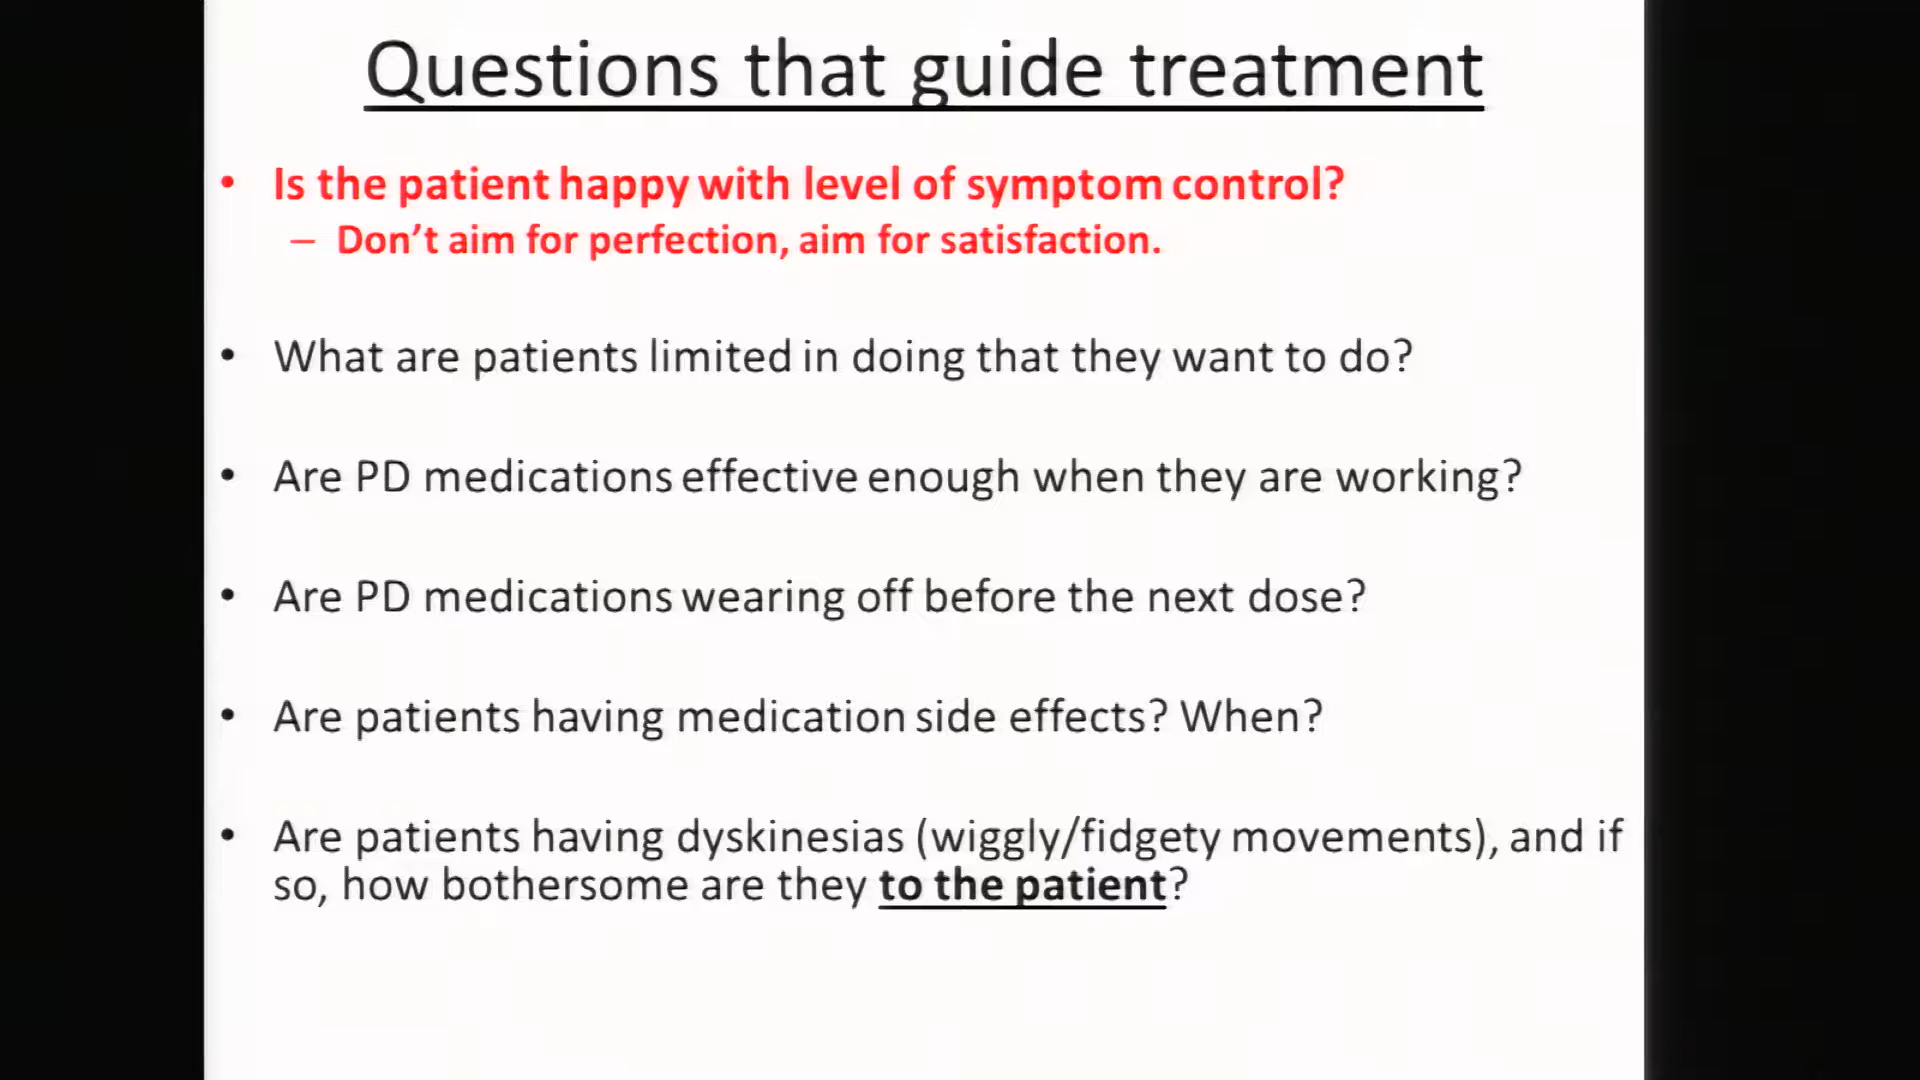 Questions that guide treatment
• Is the patient happy with level of symptom control?
– Don't aim for perfection, aim for satisfaction.
• What are patients limited in doing that they want to do?
• Are PD medications effective enough when they are working?
• Are PD medications wearing off before the next dose?
• Are patients having medication side effects? When?
• Are patients having dyskinesias (wiggly/fidgety movements), and if
so, how bothersome are they to the patient?